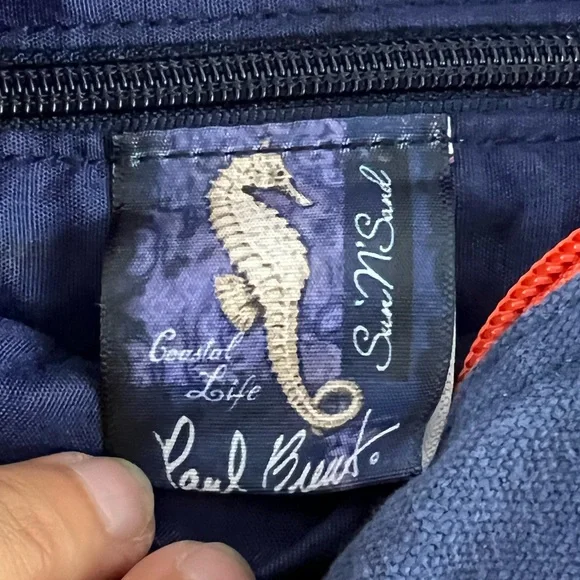 Sun'N'Sand
Coastal
Life
Paul Brent.